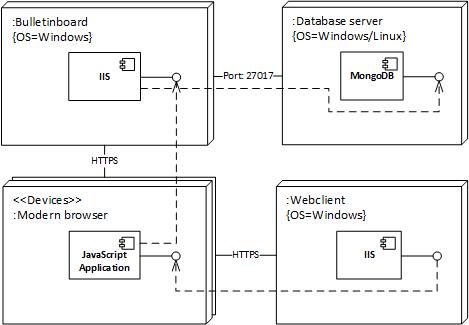 :Bulletinboard
{OS=Windows}
IIS
:Database server
{OS=Windows/Linux}
MongoDB
Port: 27017
HTTPS
<<Devices>>
:Modern browser
JavaScript
Application
HTTPS
:Webclient
{OS=Windows}
IIS